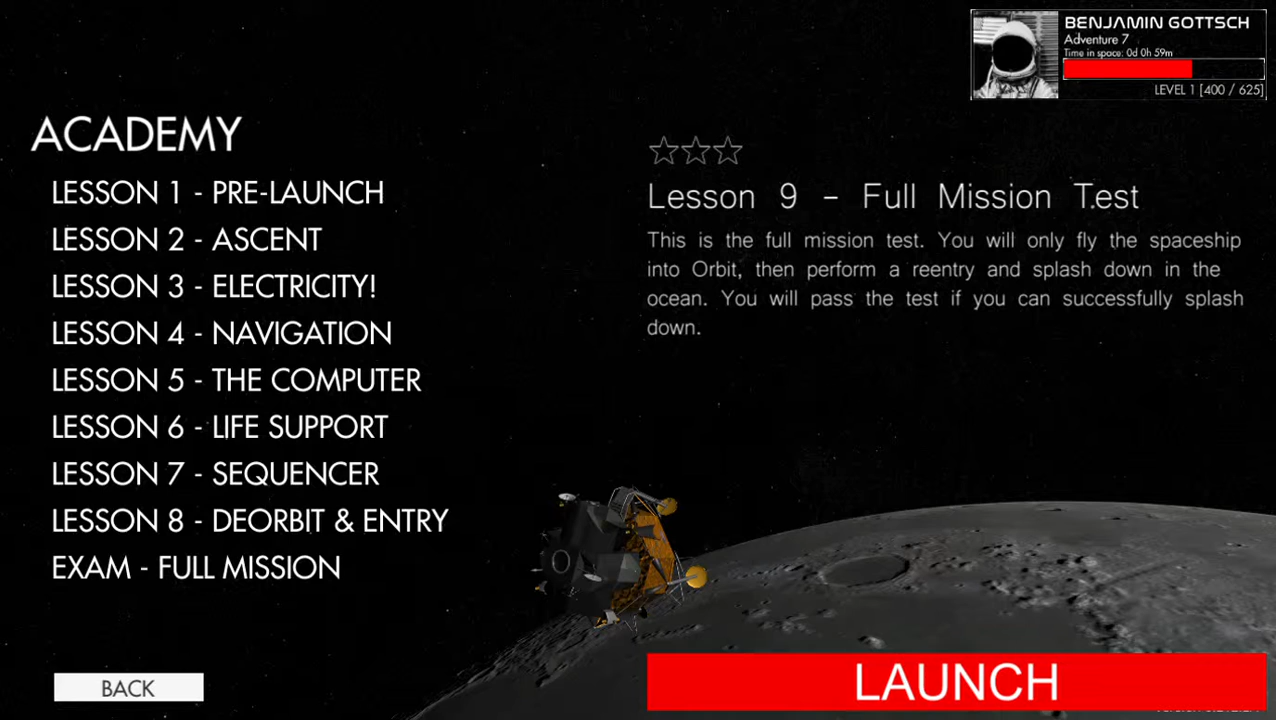 BENJAMIN GOTTSCH
Adventure 7
Time in space: 0d 0h 59m
LEVEL 1 [400 / 625]
ACADEMY
LESSON 1 - PRE-LAUNCH
LESSON 2 - ASCENT
LESSON 3 - ELECTRICITY!
LESSON 4 - NAVIGATION
LESSON 5 - THE COMPUTER
LESSON 6 - LIFE SUPPORT
LESSON 7 - SEQUENCER
LESSON 8 - DEORBIT & ENTRY
EXAM - FULL MISSION
BACK
Lesson 9 - Full Mission Test
This is the full mission test. You will only fly the spaceship
into Orbit, then perform a reentry and splash down in the
ocean. You will pass the test if you can successfully splash
down.
LAUNCH